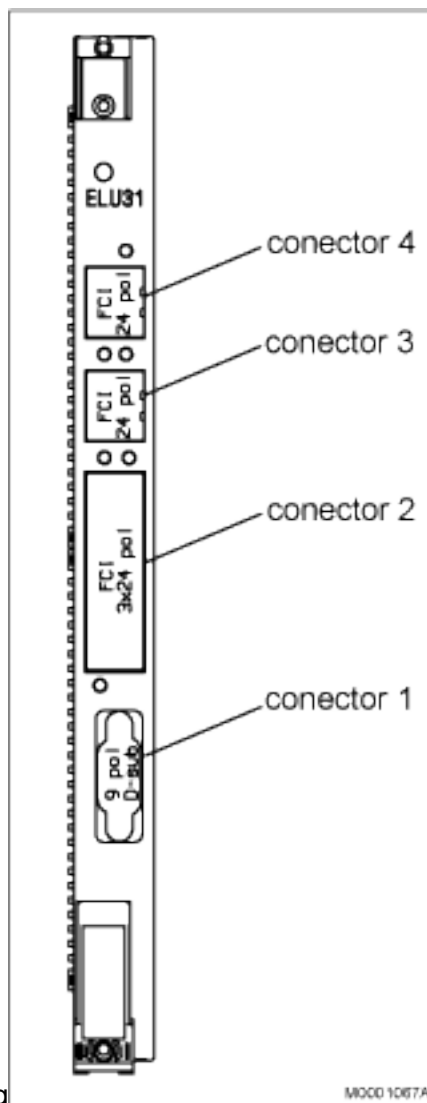 ELU31
conector 4
FCI
24 pol
conector 3
FCI
24 pol
conector 2
FCI
3x24 pol
conector 1
9 pol
D-sub